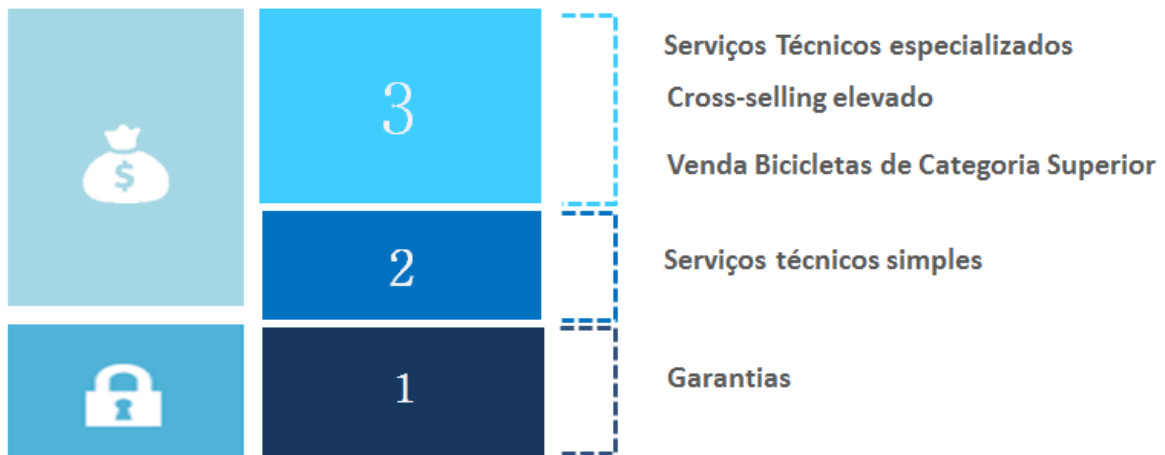 3
Serviços Técnicos especializados
Cross-selling elevado
Venda Bicicletas de Categoria Superior
$
2
Serviços técnicos simples
1
Garantias